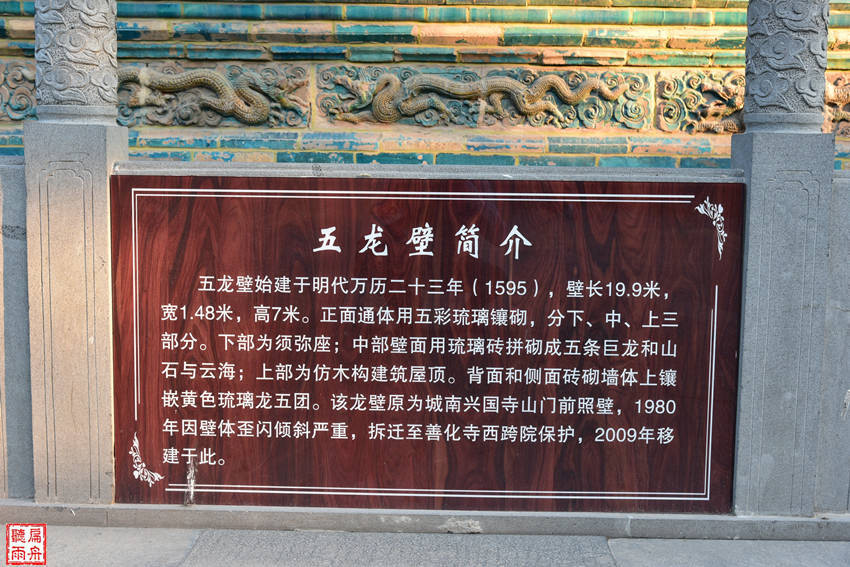 五龙壁简介
五龙壁始建于明代万历二十三年（1595），壁长19.9米，
宽1.48米，高7米。正面通体用五彩琉璃镶砌，分下、中、上三
部分。下部为须弥座；中部壁面用琉璃砖拼砌成五条巨龙和山
石与云海；上部为仿木构建筑屋顶。背面和侧面砖砌墙体上镶
嵌黄色琉璃龙五团。该龙壁原为城南兴国寺山门前照壁，1980
年因壁体歪闪倾斜严重，拆迁至善化寺西跨院保护，2009年移
建于此。
扁舟
聽雨